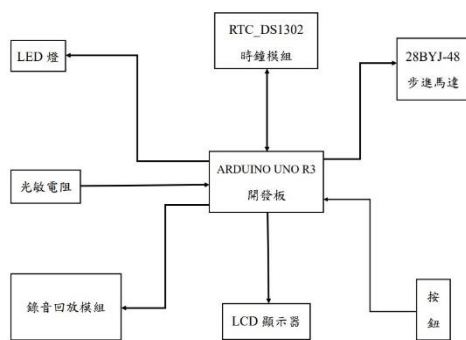 RTC_DS1302
時鐘模組
LED 燈
28BYJ-48
步進馬達
ARDUINO UNO R3
開發板
光敏電阻
錄音回放模組
LCD 顯示器
按
鈕